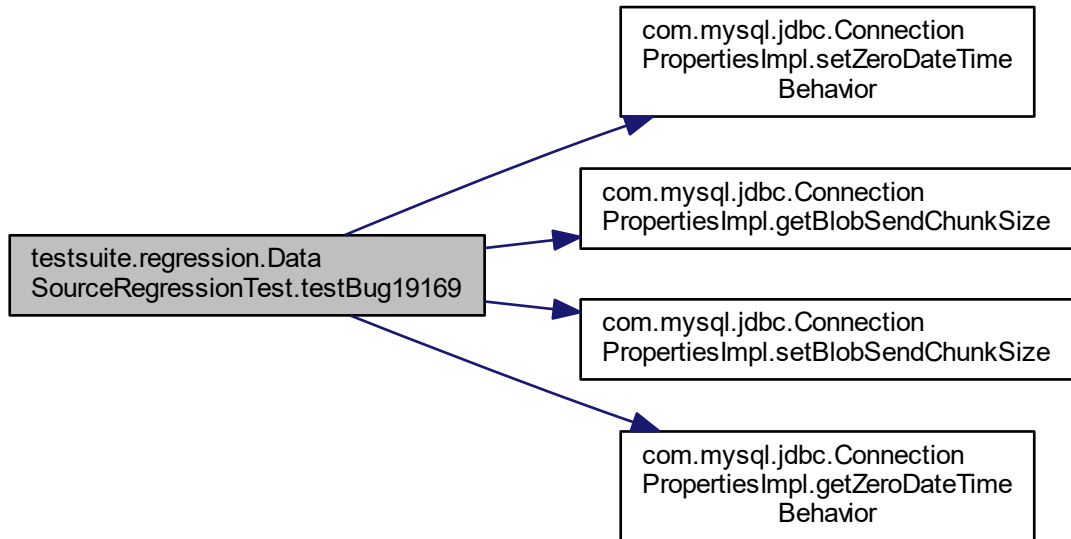 com.mysql.jdbc.Connection
PropertiesImpl.setZeroDateTime
Behavior
com.mysql.jdbc.Connection
PropertiesImpl.getBlobSendChunkSize
testsuite.regression.Data
SourceRegressionTest.testBug19169
com.mysql.jdbc.Connection
PropertiesImpl.setBlobSendChunkSize
com.mysql.jdbc.Connection
PropertiesImpl.getZeroDateTime
Behavior